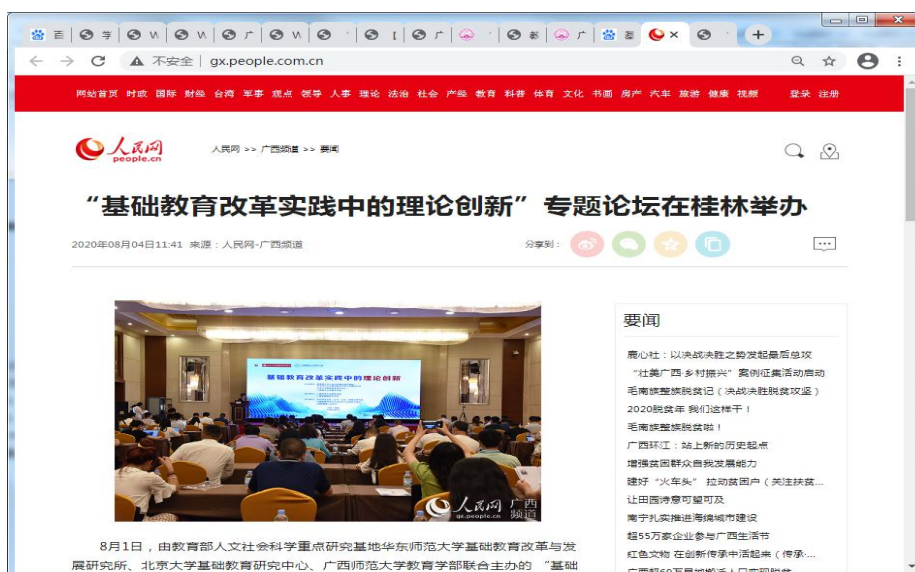 不安全 | gx.people.com.cn
网站首页 时政 国际 财经 台湾 军事 观点 领导 人事 理论 法治 社会 产经 教育 科普 体育 文化 书画 房产 汽车 旅游 健康 视频 登录 注册
人民网
people.cn
人民网 >> 广西频道 >> 要闻
“基础教育改革实践中的理论创新”专题论坛在桂林举办
2020年08月04日11:41 来源：人民网-广西频道
分享到：
基础教育改革实践中的理论创新
人民网 广西频道
gx.people.com.cn
8月1日，由教育部人文社会科学重点研究基地华东师范大学基础教育改革与发
展研究所、北京大学基础教育研究中心、广西师范大学教育学部联合主办的“基础
要闻
鹿心社：以决战决胜之势发起最后总攻
“壮美广西·乡村振兴”案例征集活动启动
毛南族整族脱贫记（决战决胜脱贫攻坚）
2020脱贫年 我们这样干！
毛南族整族脱贫啦！
广西环江：站上新的历史起点
增强贫困群众自我发展能力
建好“火车头” 拉动贫困户（关注扶贫...
让田园诗意可望可及
南宁扎实推进海绵城市建设
超55万家企业参与广西生活节
红色文物 在创新传承中活起来（传承·...